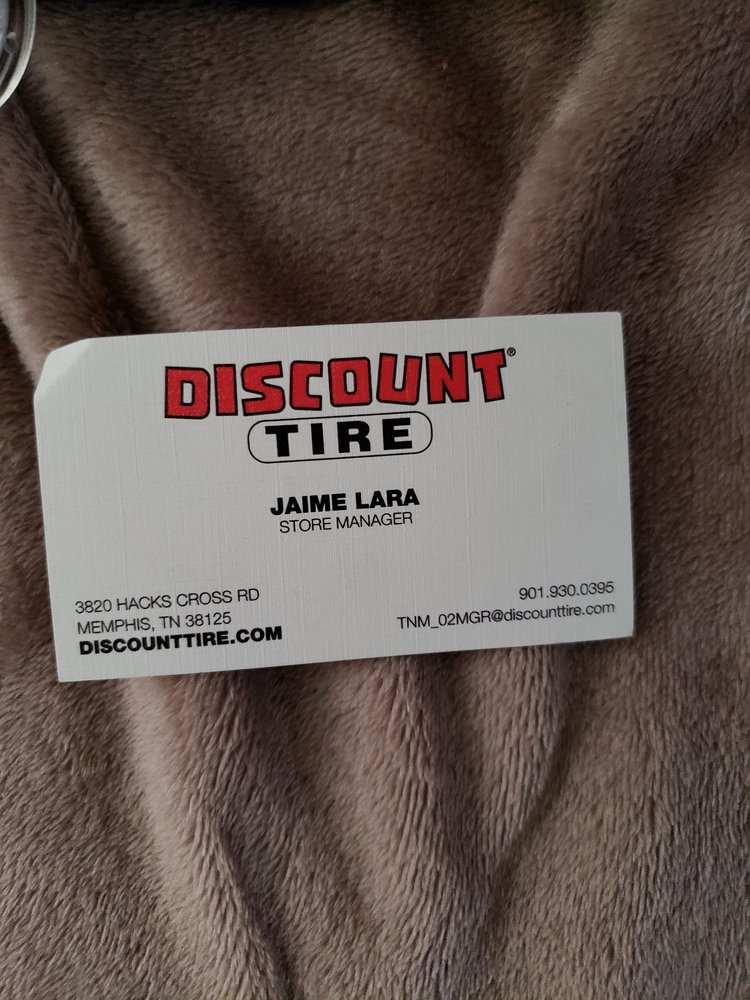 DISCOUNT®
TIRE
JAIME LARA
STORE MANAGER
3820 HACKS CROSS RD
MEMPHIS, TN 38125
DISCOUNTTIRE.COM
901.930.0395
TNM_02MGR@discounttire.com